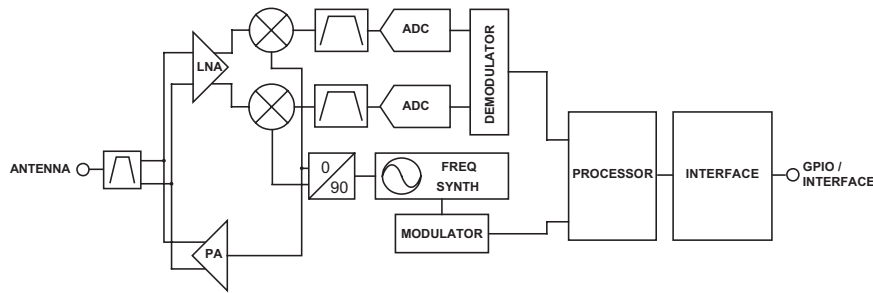 LNA
ADC
DEMODULATOR
ADC
ANTENNA
0
90
FREQ
SYNTH
PROCESSOR
INTERFACE
GPIO /
INTERFACE
MODULATOR
PA